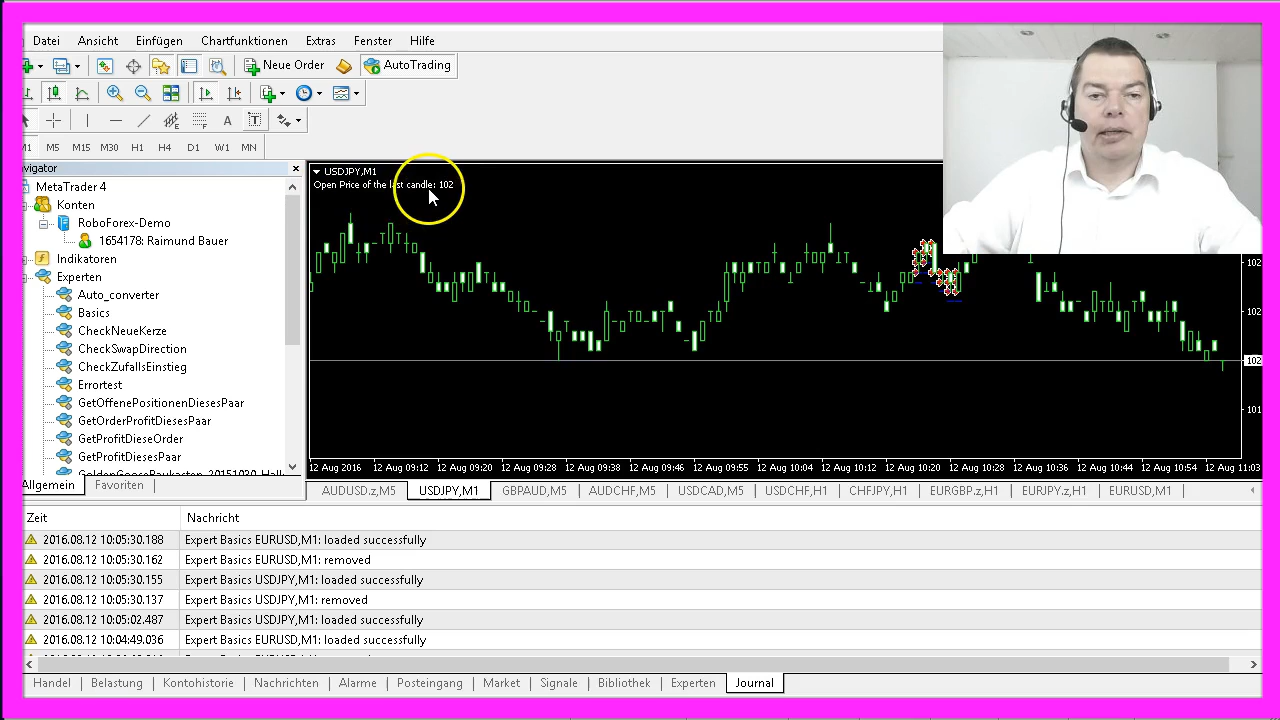 Datei Ansicht Einfügen Chartfunktionen Extras Fenster Hilfe
Neue Order AutoTrading
A T
M1 M5 M15 M30 H1 H4 D1 W1 MN
avigator
MetaTrader 4
Konten
RoboForex-Demo
1654178: Raimund Bauer
Indikatoren
Experten
Auto_converter
Basics
CheckNeueKerze
CheckSwapDirection
CheckZufallsEinstieg
Errortest
GetOffenePositionenDiesesPaar
GetOrderProfitDiesesPaar
GetProfitDieseOrder
GetProfitDiesesPaar
Allgemein Favoriten
USDJPY,M1
Open Price of the last candle: 102
102
102
102
101
12 Aug 2016 12 Aug 09:12 12 Aug 09:20 12 Aug 09:28 12 Aug 09:38 12 Aug 09:46 12 Aug 09:55 12 Aug 10:04 12 Aug 10:12 12 Aug 10:20 12 Aug 10:28 12 Aug 10:36 12 Aug 10:44 12 Aug 10:54 12 Aug 11:03
AUDUSD.z,M5 USDJPY,M1 GBPAUD,M5 AUDCHF,M5 USDCAD,M5 USDCHF,H1 CHFJPY,H1 EURGBP.z,H1 EURJPY.z,H1 EURUSD,M1
Zeit Nachricht
2016.08.12 10:05:30.188 Expert Basics EURUSD,M1: loaded successfully
2016.08.12 10:05:30.162 Expert Basics EURUSD,M1: removed
2016.08.12 10:05:30.155 Expert Basics USDJPY,M1: loaded successfully
2016.08.12 10:05:30.137 Expert Basics USDJPY,M1: removed
2016.08.12 10:05:02.487 Expert Basics USDJPY,M1: loaded successfully
2016.08.12 10:04:49.036 Expert Basics EURUSD,M1: loaded successfully
Handel Belastung Kontohistorie Nachrichten Alarme Posteingang Market Signale Bibliothek Experten Journal